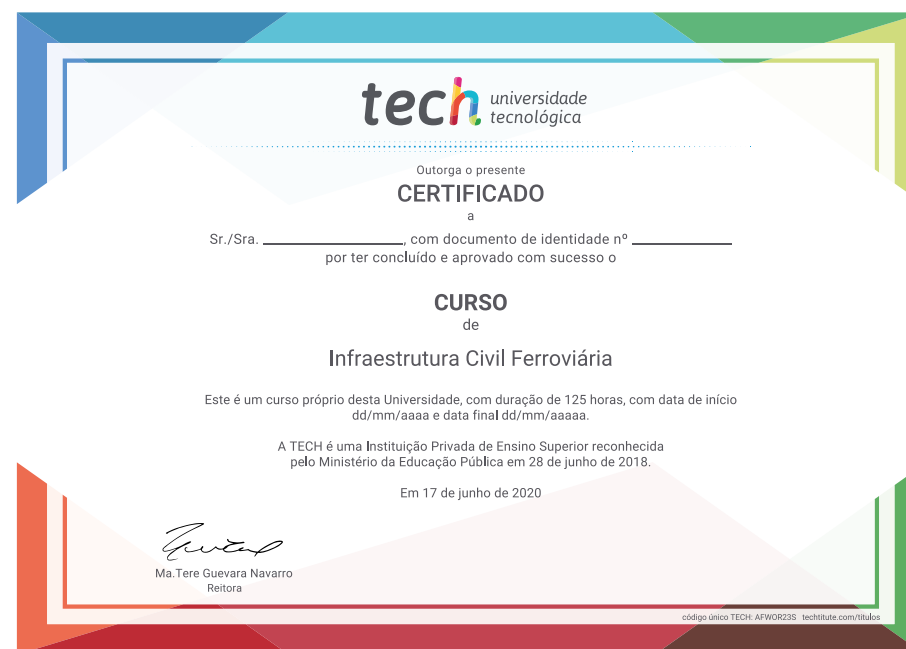 tech universidade
tecnológica
Outorga o presente
CERTIFICADO
a
Sr./Sra. ____________________, com documento de identidade nº ______________
por ter concluído e aprovado com sucesso o
CURSO
de
Infraestrutura Civil Ferroviária
Este é um curso próprio desta Universidade, com duração de 125 horas, com data de início
dd/mm/aaaa e data final dd/mm/aaaaa.
A TECH é uma Instituição Privada de Ensino Superior reconhecida
pelo Ministério da Educação Pública em 28 de junho de 2018.
Em 17 de junho de 2020
Ma.Tere Guevara Navarro
Reitora
código único TECH: AFWOR23S techtitute.com/titulos